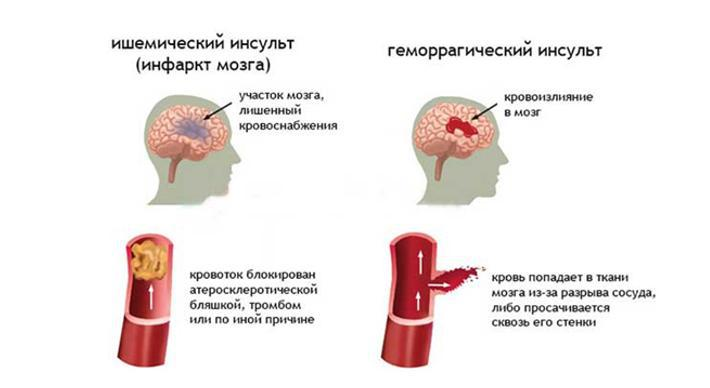 ишемический инсульт
(инфаркт мозга)
геморрагический инсульт
участок мозга,
лишенный
кровоснабжения
кровоизлияние
в мозг
кровоток блокирован
атеросклеротической
бляшкой, тромбом
или по иной причине
кровь попадает в ткани
мозга из-за разрыва сосуда,
либо просачивается
сквозь его стенки